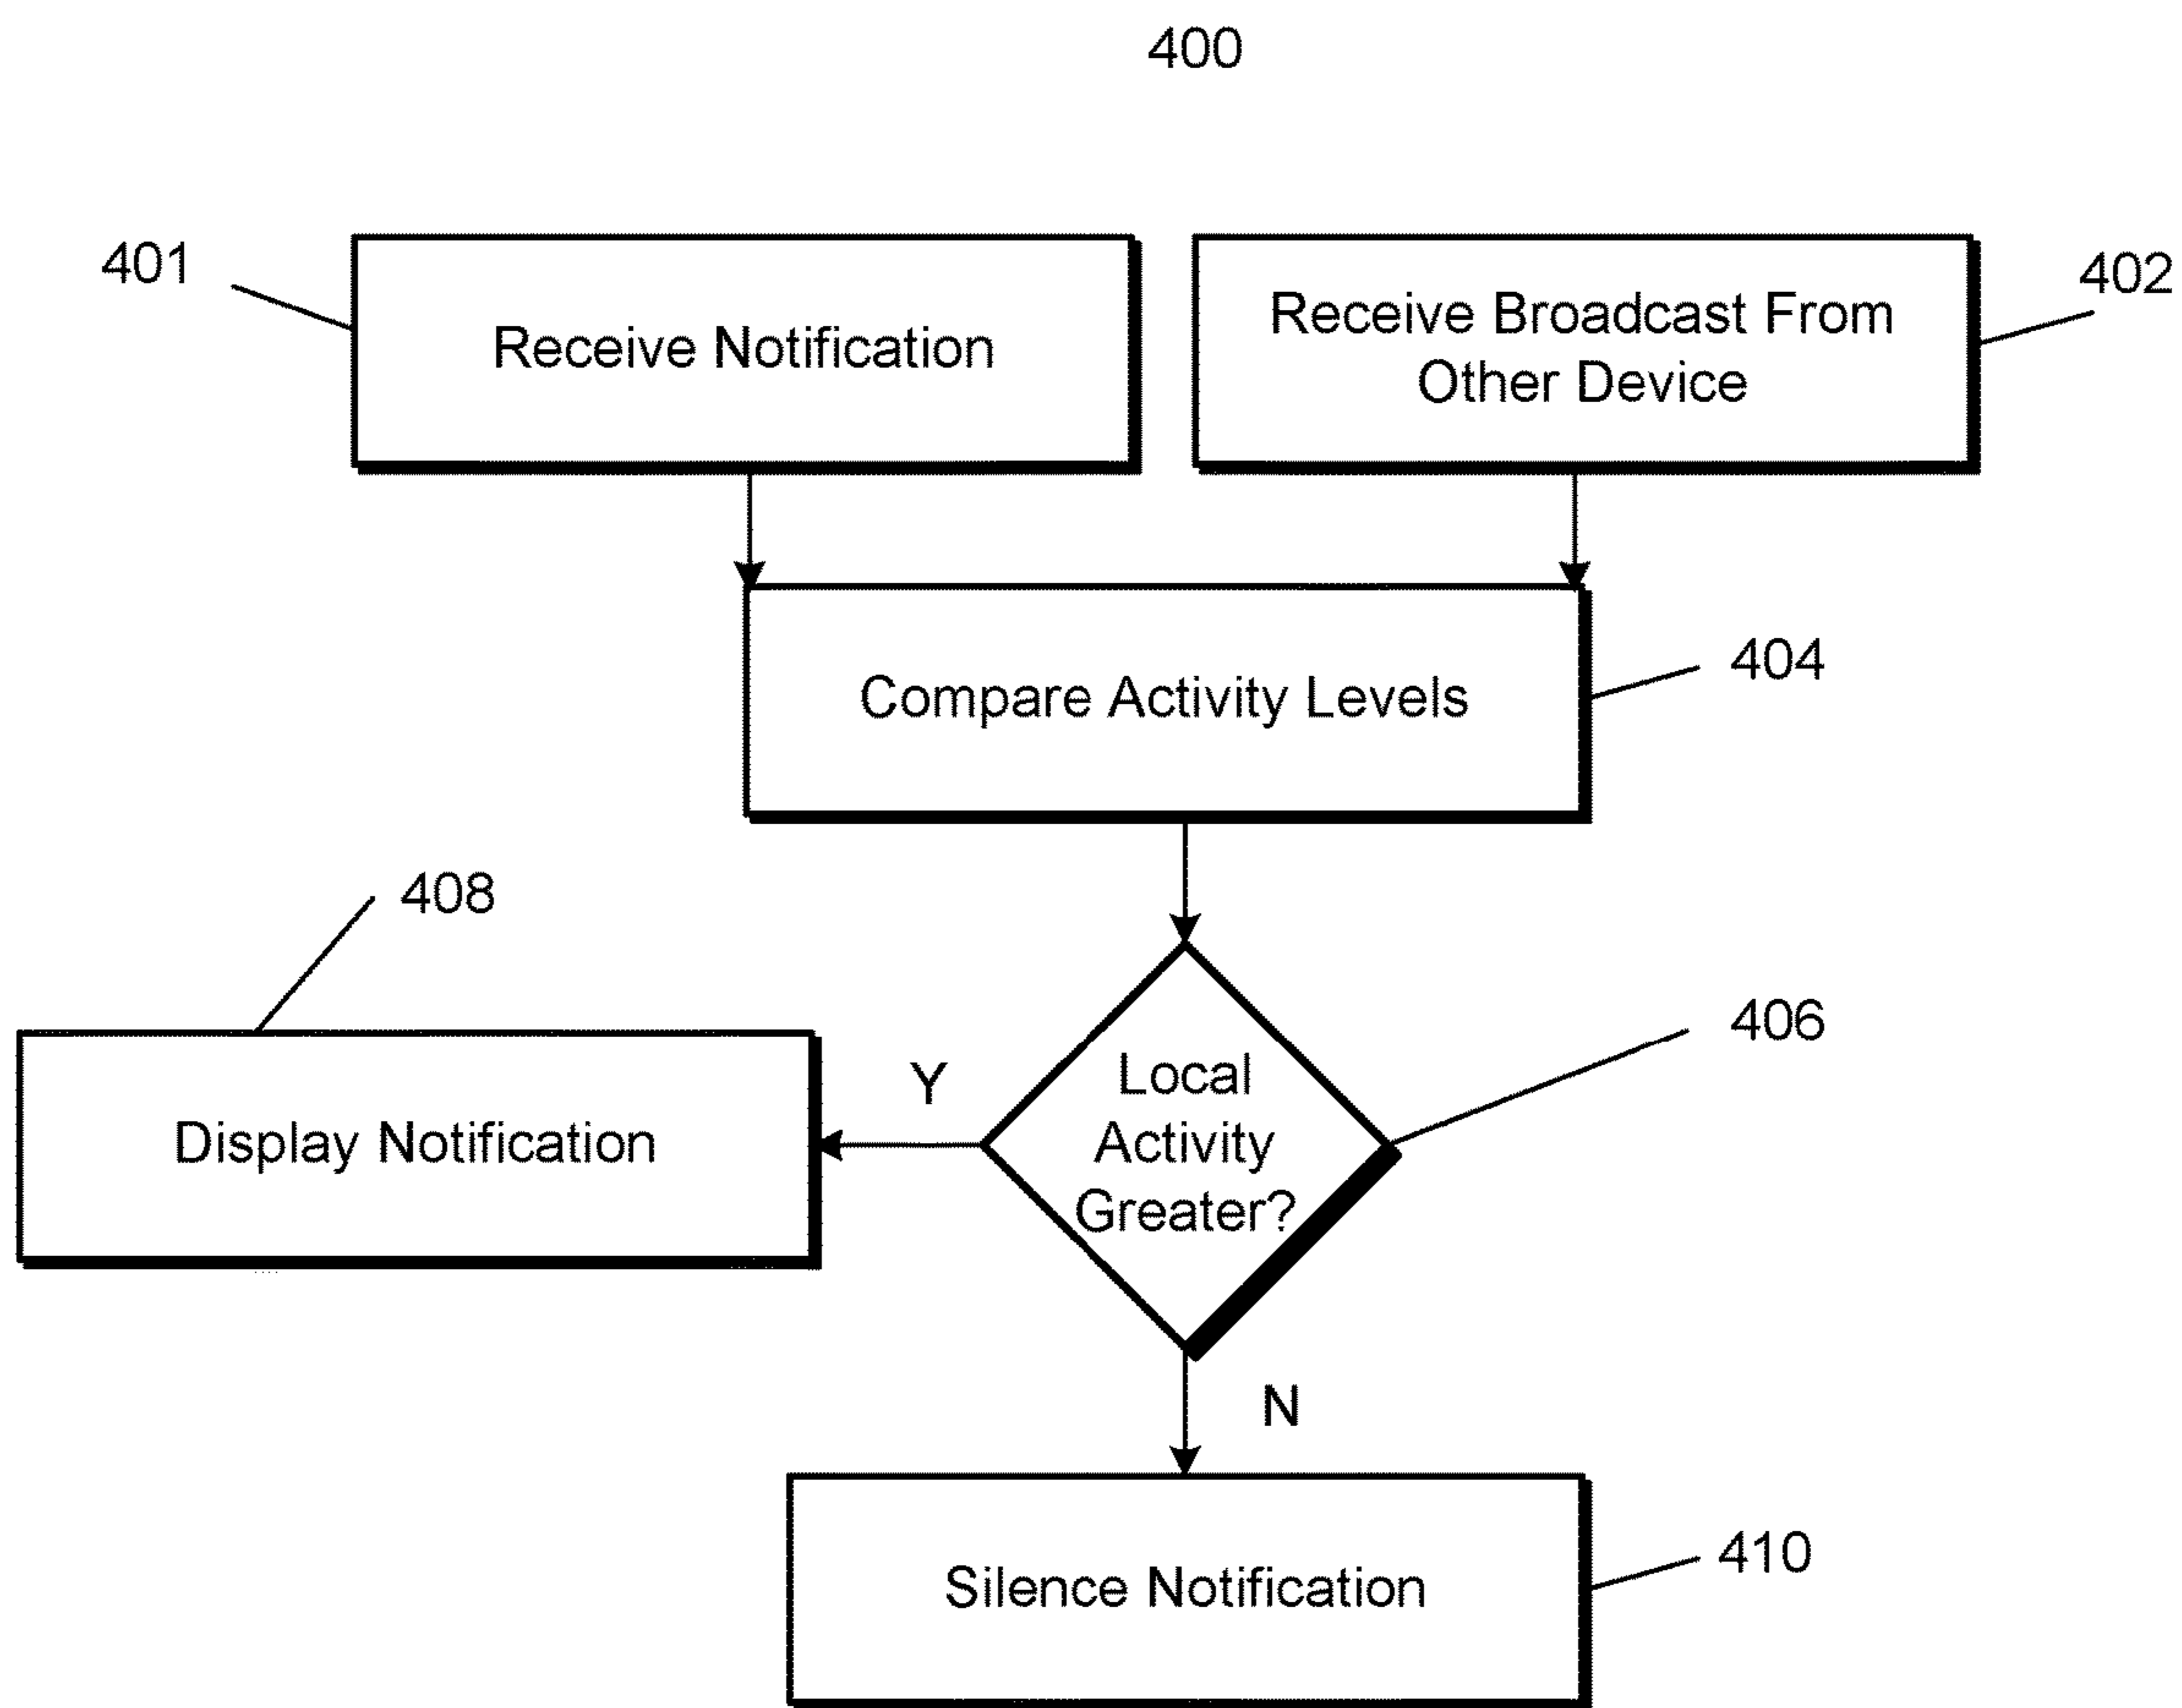 400
401
Receive Notification
Receive Broadcast From
Other Device
402
Compare Activity Levels
404
408
Display Notification
Y
Local
Activity
Greater?
406
N
Silence Notification
410